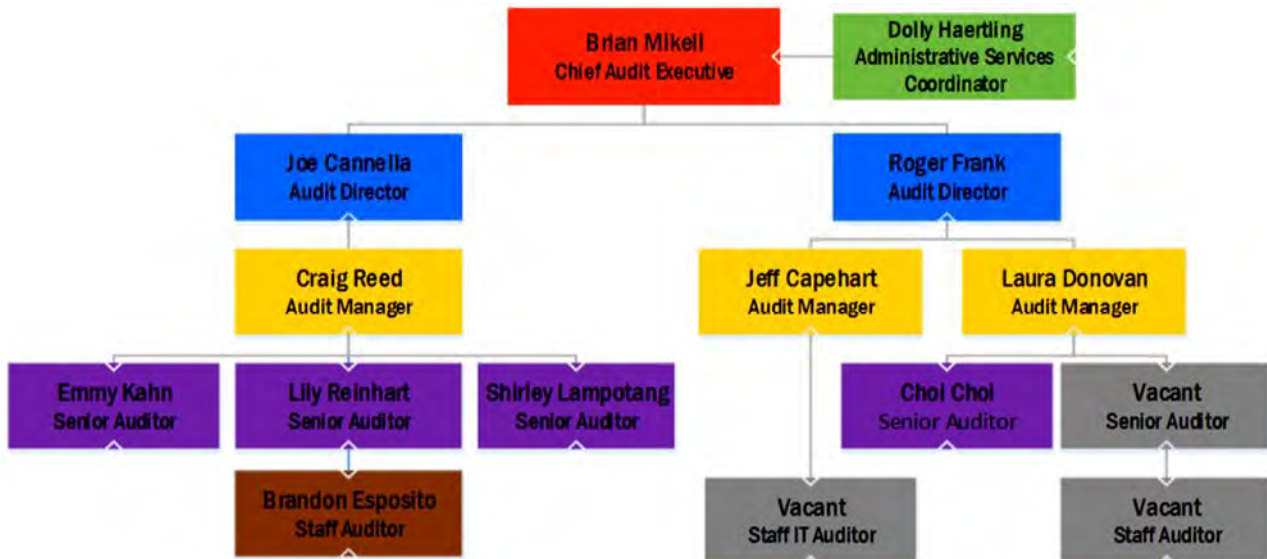 Brian Mikell
Chief Audit Executive
Dolly Haertling
Administrative Services
Coordinator
Joe Cannella
Audit Director
Roger Frank
Audit Director
Craig Reed
Audit Manager
Jeff Capehart
Audit Manager
Laura Donovan
Audit Manager
Emmy Kahn
Senior Auditor
Lily Reinhart
Senior Auditor
Shirley Lampotang
Senior Auditor
Choi Choi
Senior Auditor
Vacant
Senior Auditor
Brandon Esposito
Staff Auditor
Vacant
Staff IT Auditor
Vacant
Staff Auditor